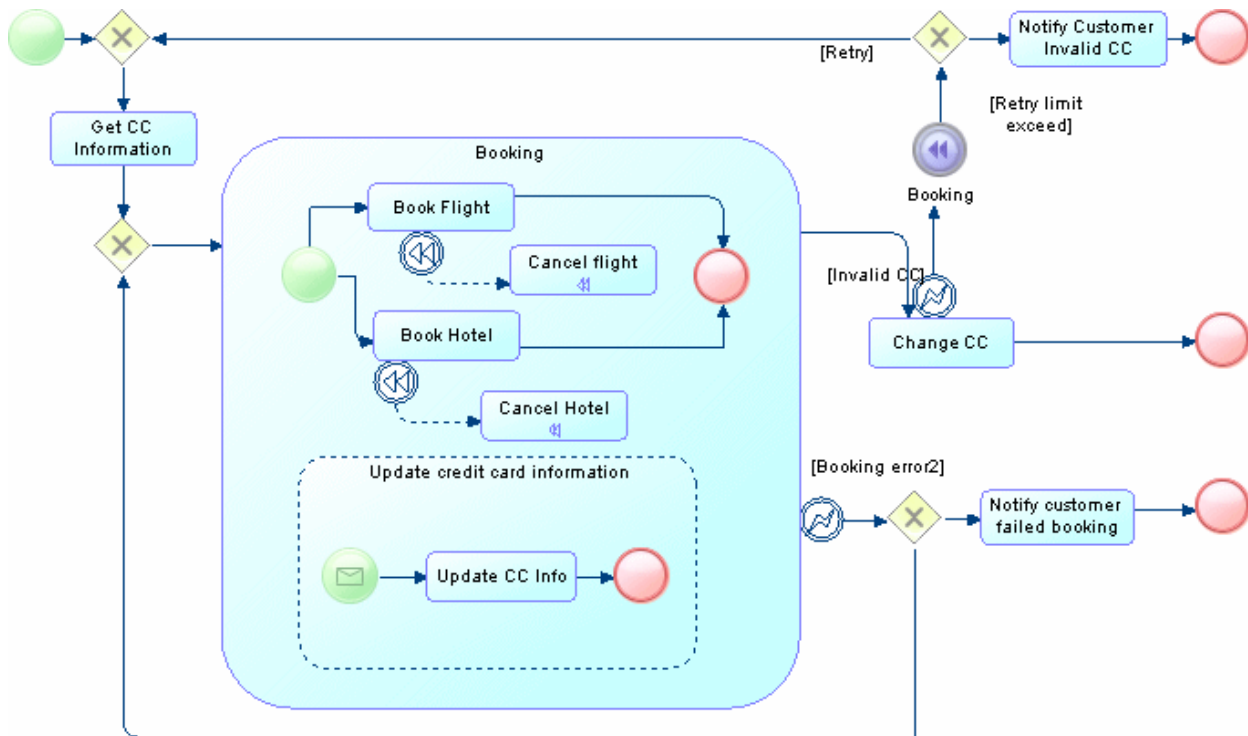 Notify Customer
Invalid CC
[Retry]
[Retry limit
exceed]
Get CC
Information
Booking
Booking
Book Flight
Cancel flight
[Invalid CC]
Book Hotel
Change CC
Cancel Hotel
Update credit card information
[Booking error2]
Notify customer
failed booking
Update CC Info